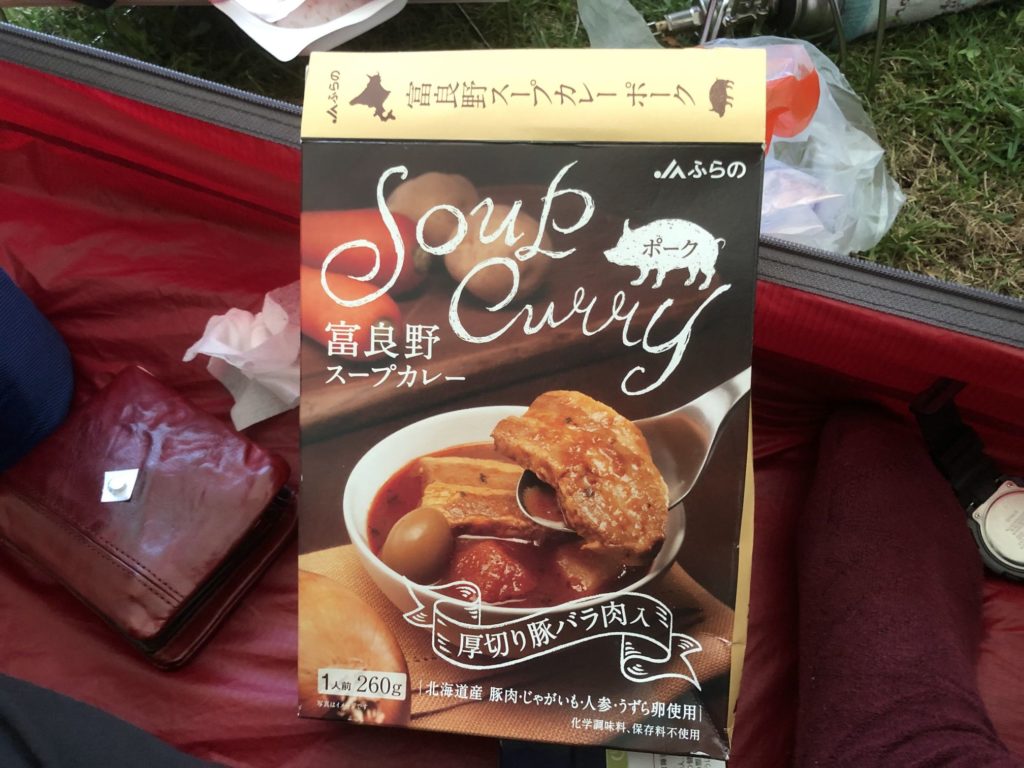 JAふらの
富良野スープカレー ポーク
JAふらの
Soup
Curry
ポーク
富良野
スープカレー
厚切り豚バラ肉入
1人前 260g
北海道産 豚肉・じゃがいも・人参・うずら卵使用
化学調味料、保存料不使用